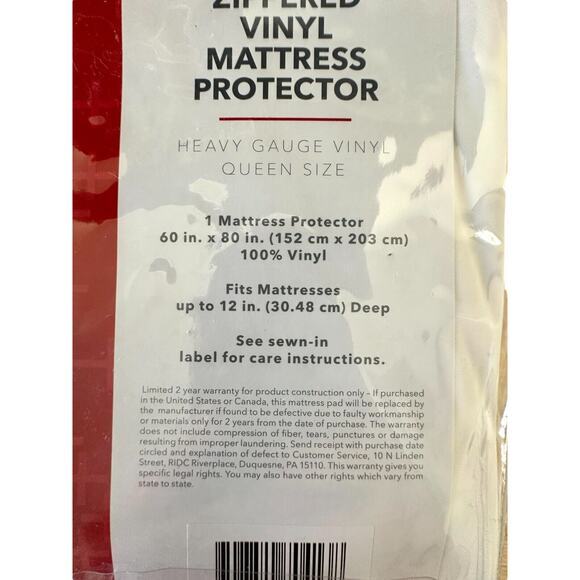 ZIPPERED
VINYL
MATTRESS
PROTECTOR
HEAVY GAUGE VINYL
QUEEN SIZE
1 Mattress Protector
60 in. x 80 in. (152 cm x 203 cm)
100% Vinyl
Fits Mattresses
up to 12 in. (30.48 cm) Deep
See sewn-in
label for care instructions.
Limited 2 year warranty for product construction only – If purchased
in the United States or Canada, this mattress pad will be replaced by
the manufacturer if found to be defective due to faulty workmanship
or materials only for 2 years from the date of purchase. The warranty
does not include compression of fiber, tears, punctures or damage
resulting from improper laundering. Send receipt with purchase date
circled and explanation of defect to Customer Service, 10 N Linden
Street, RIDC Riverplace, Duquesne, PA 15110. This warranty gives you
specific legal rights. You may also have other rights which vary from
state to state.